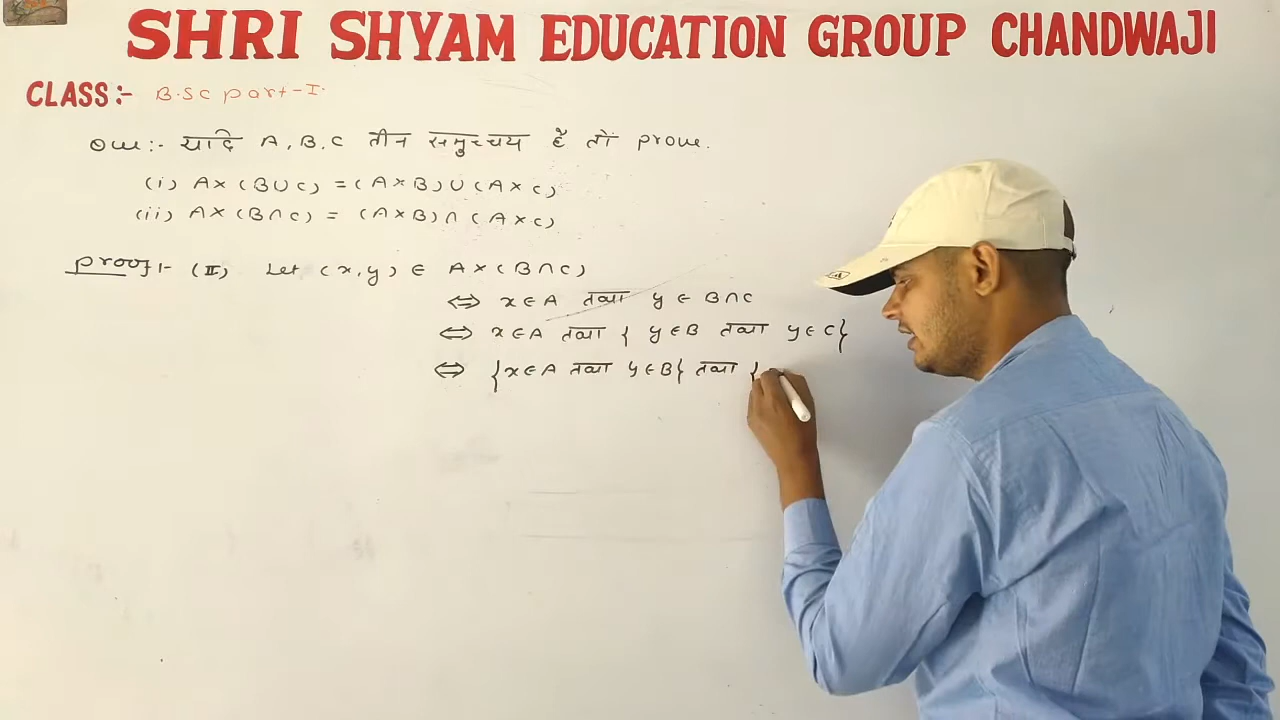 SHRI SHYAM EDUCATION GROUP CHANDWAJI
CLASS:- B.Sc part-I.
Que:- यादि A, B, C तीन समुच्चय है तो prove.
(i) A×(B∪C) = (A×B)∪(A×C)
(ii) A×(B∩C) = (A×B)∩(A×C)
Proof:- (II) Let (x,y) ∈ A×(B∩C)
⇔ x∈A तथा y∈ B∩C
⇔ x∈A तथा { y∈B तथा y∈C}
⇔ {x∈A तथा y∈B} तथा {